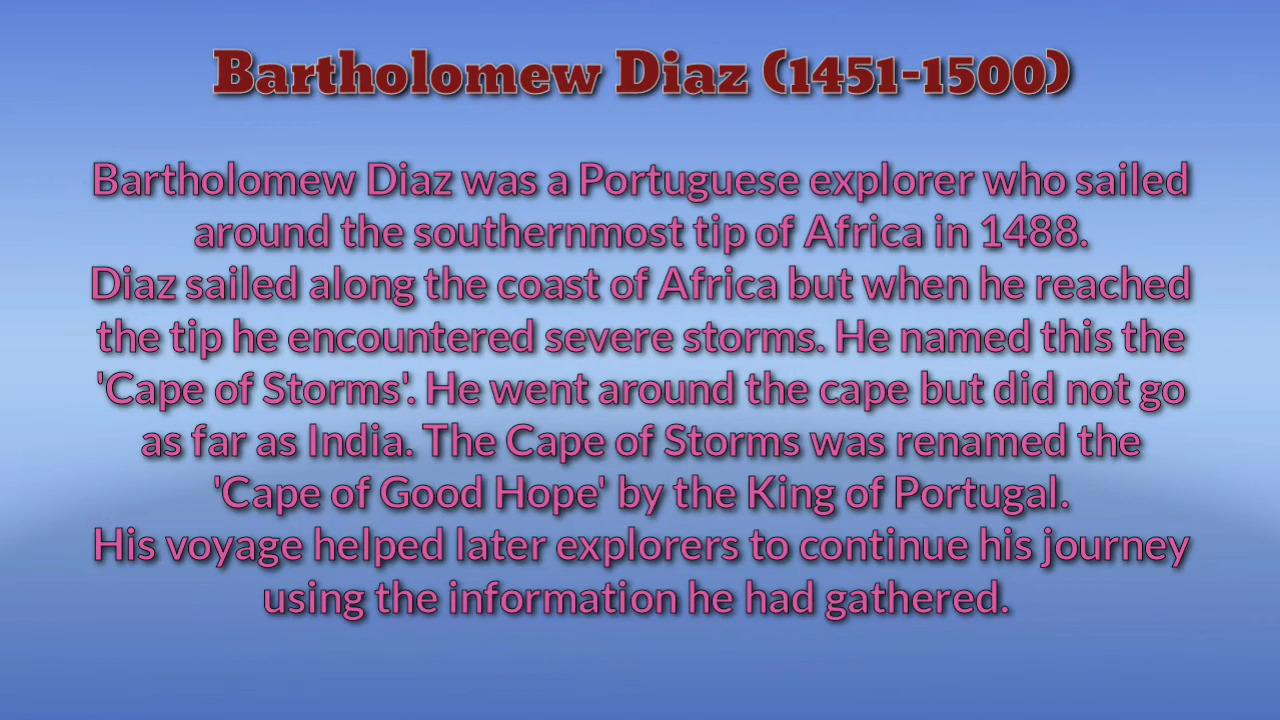 Bartholomew Diaz (1451-1500)
Bartholomew Diaz was a Portuguese explorer who sailed
around the southernmost tip of Africa in 1488.
Diaz sailed along the coast of Africa but when he reached
the tip he encountered severe storms. He named this the
'Cape of Storms'. He went around the cape but did not go
as far as India. The Cape of Storms was renamed the
'Cape of Good Hope' by the King of Portugal.
His voyage helped later explorers to continue his journey
using the information he had gathered.